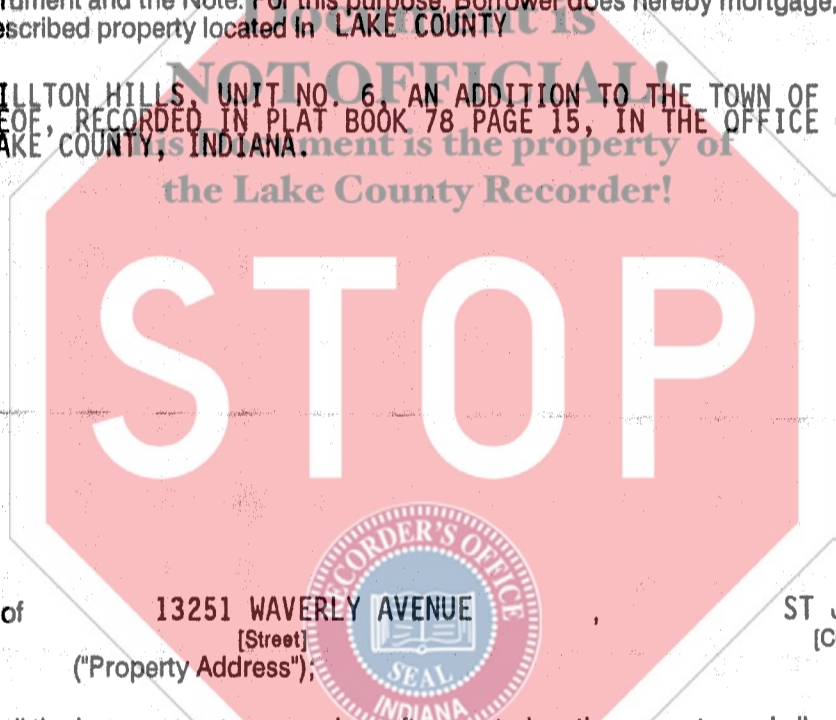 rument and the Note. For this purpose, Borrower does hereby mortgage,
escribed property located in LAKE COUNTY
Document is
NOT OFFICIAL!
This Document is the property of
the Lake County Recorder!
ILLTON HILLS, UNIT NO. 6, AN ADDITION TO THE TOWN OF
EOF, RECORDED IN PLAT BOOK 78 PAGE 15, IN THE OFFICE
AKE COUNTY, INDIANA.
STOP
RECORDER'S OFFICE
SEAL
INDIANA
of 13251 WAVERLY AVENUE , ST J
[Street] [C
("Property Address");